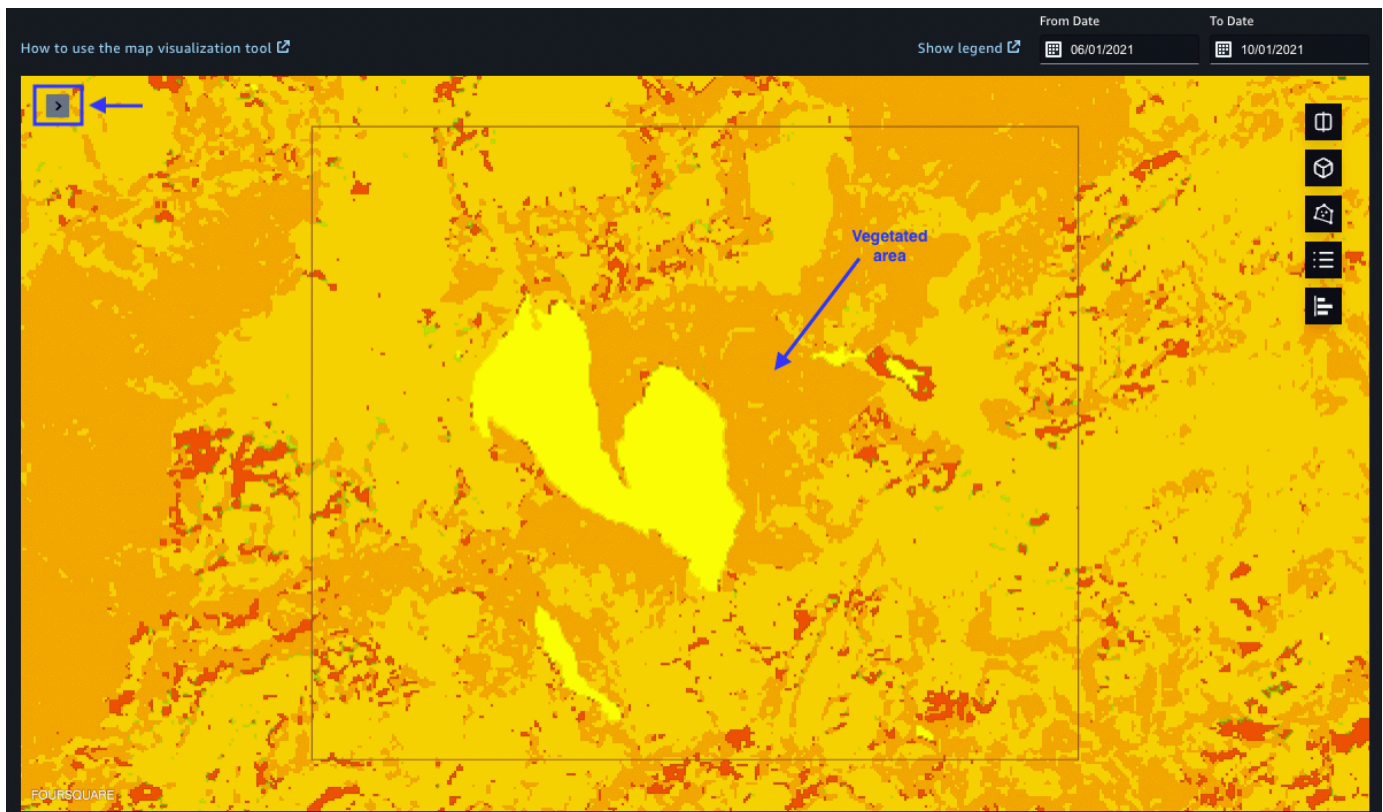 From Date
To Date
How to use the map visualization tool
Show legend
06/01/2021
10/01/2021
Vegetated
area
FOURSQUARE